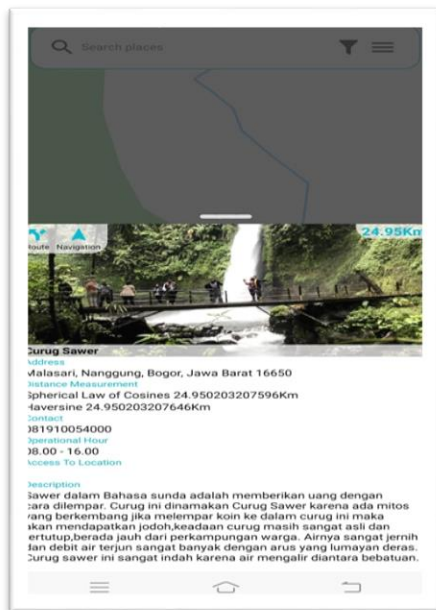 Search places
Route Navigation
24.95Km
Curug Sawer
Address
Malasari, Nanggung, Bogor, Jawa Barat 16650
Distance Measurement
Spherical Law of Cosines 24.950203207596Km
Haversine 24.950203207646Km
Contact
081910054000
Operational Hour
08.00 - 16.00
Access To Location
Description
Sawer dalam Bahasa sunda adalah memberikan uang dengan
cara dilempar. Curug ini dinamakan Curug Sawer karena ada mitos
yang berkembang jika melempar koin ke dalam curug ini maka
akan mendapatkan jodoh,keadaan curug masih sangat asli dan
tertutup,berada jauh dari perkampungan warga. Airnya sangat jernih
dan debit air terjun sangat banyak dengan arus yang lumayan deras.
Curug sawer ini sangat indah karena air mengalir diantara bebatuan.